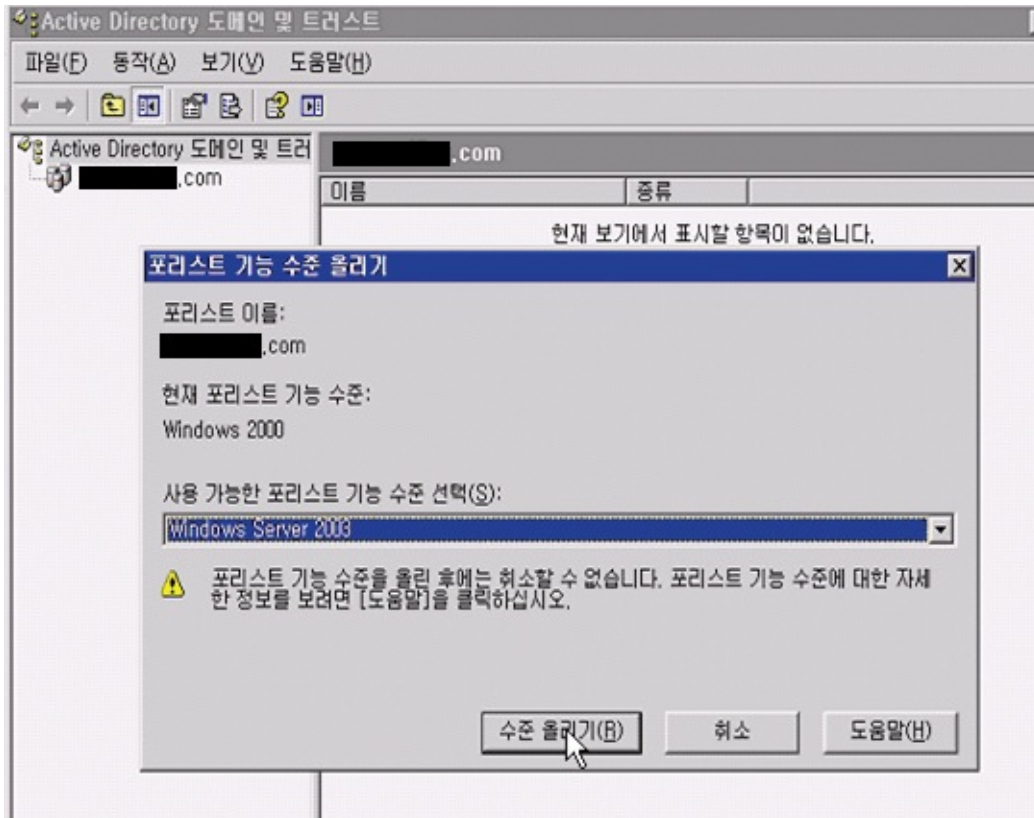 Active Directory 도메인 및 트러스트
파일(F) 동작(A) 보기(V) 도움말(H)
Active Directory 도메인 및 트러
.com
.com
이름 종류
현재 보기에서 표시할 항목이 없습니다.
포리스트 기능 수준 올리기
포리스트 이름:
.com
현재 포리스트 기능 수준:
Windows 2000
사용 가능한 포리스트 기능 수준 선택(S):
Windows Server 2003
포리스트 기능 수준을 올린 후에는 취소할 수 없습니다. 포리스트 기능 수준에 대한 자세
한 정보를 보려면 [도움말]을 클릭하십시오.
수준 올리기(R) 취소 도움말(H)